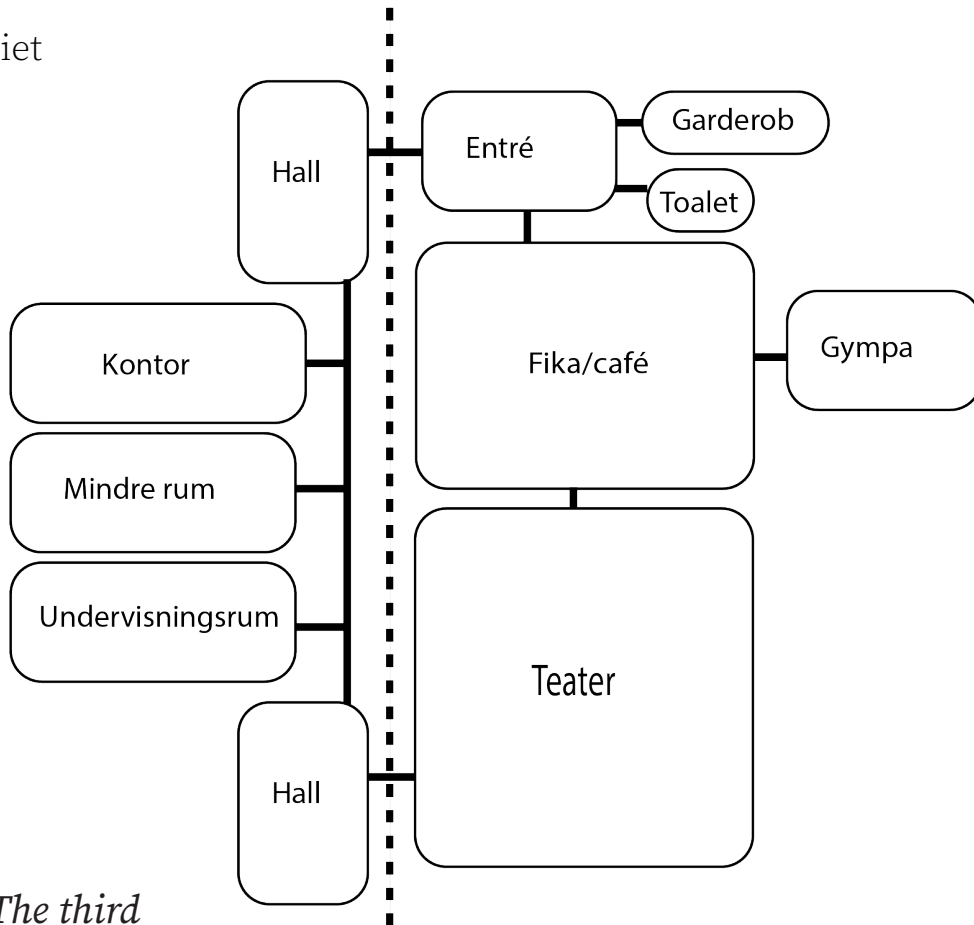 iet
Hall
Entré
Garderob
Toalet
Kontor
Fika/café
Gympa
Mindre rum
Undervisningsrum
Teater
Hall
The third